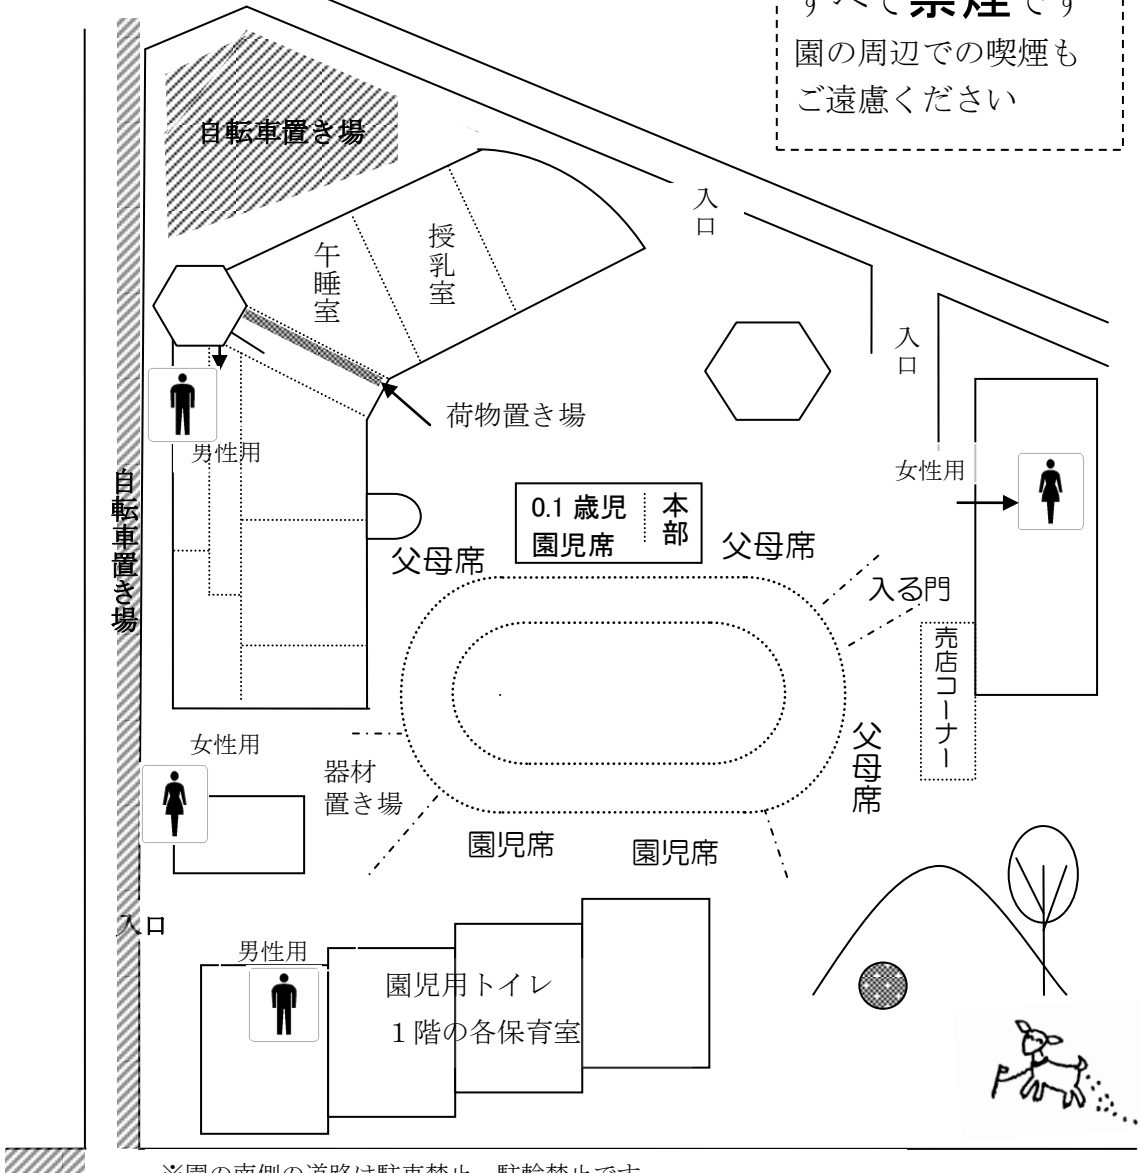 すべて禁煙です
園の周辺での喫煙も
ご遠慮ください
自転車置き場
入口
授乳室
午睡室
入口
荷物置き場
男性用
女性用
自転車置き場
0.1 歳児
園児席
本部
父母席
父母席
入る門
売店コーナー
女性用
父母席
器材
置き場
園児席
園児席
入口
男性用
園児用トイレ
1階の各保育室
※園の南側の道路は駐車禁止、駐輪禁止です